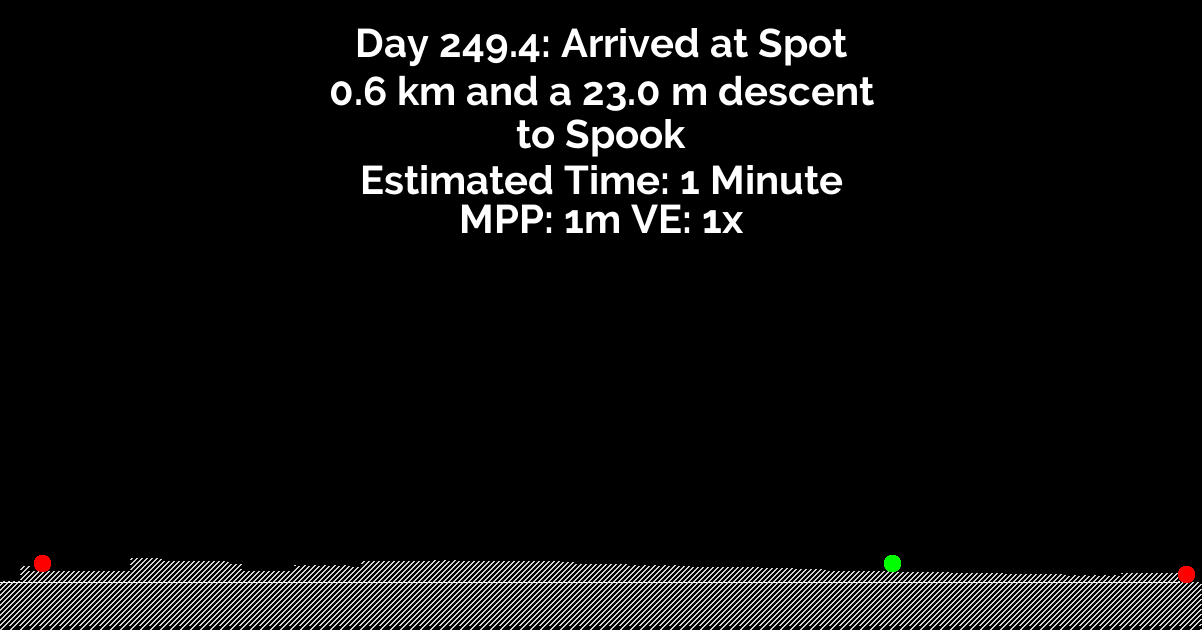 Day 249.4: Arrived at Spot
0.6 km and a 23.0 m descent
to Spook
Estimated Time: 1 Minute
MPP: 1m VE: 1x